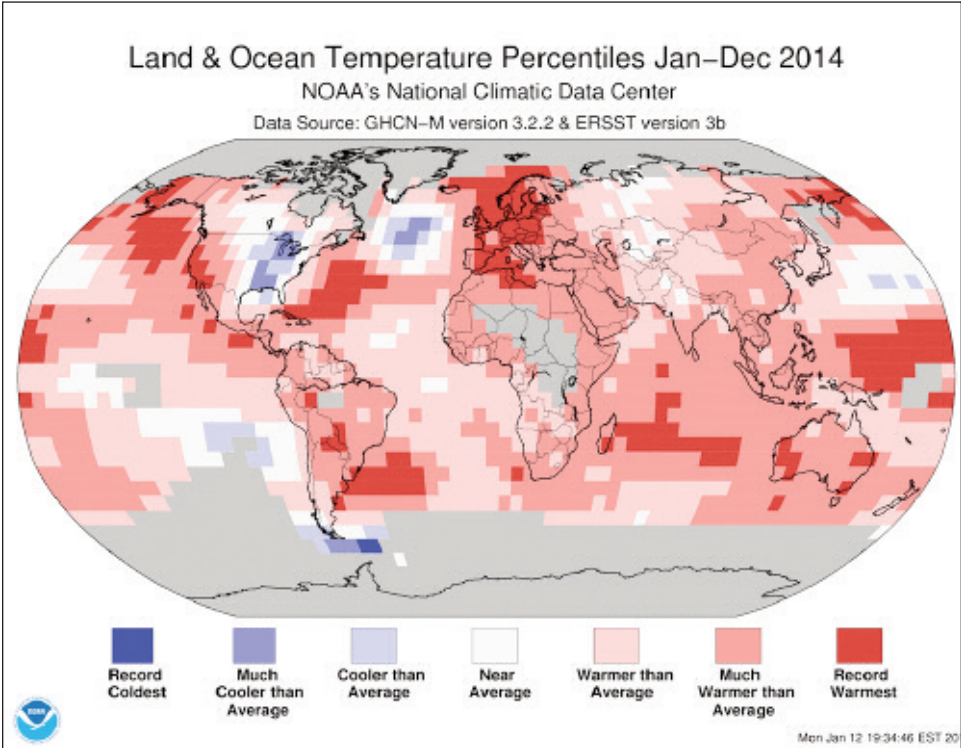 Land & Ocean Temperature Percentiles Jan–Dec 2014
NOAA's National Climatic Data Center
Data Source: GHCN–M version 3.2.2 & ERSST version 3b
Record
Coldest
Much
Cooler than
Average
Cooler than
Average
Near
Average
Warmer than
Average
Much
Warmer than
Average
Record
Warmest
NOAA
Mon Jan 12 19:34:46 EST 20